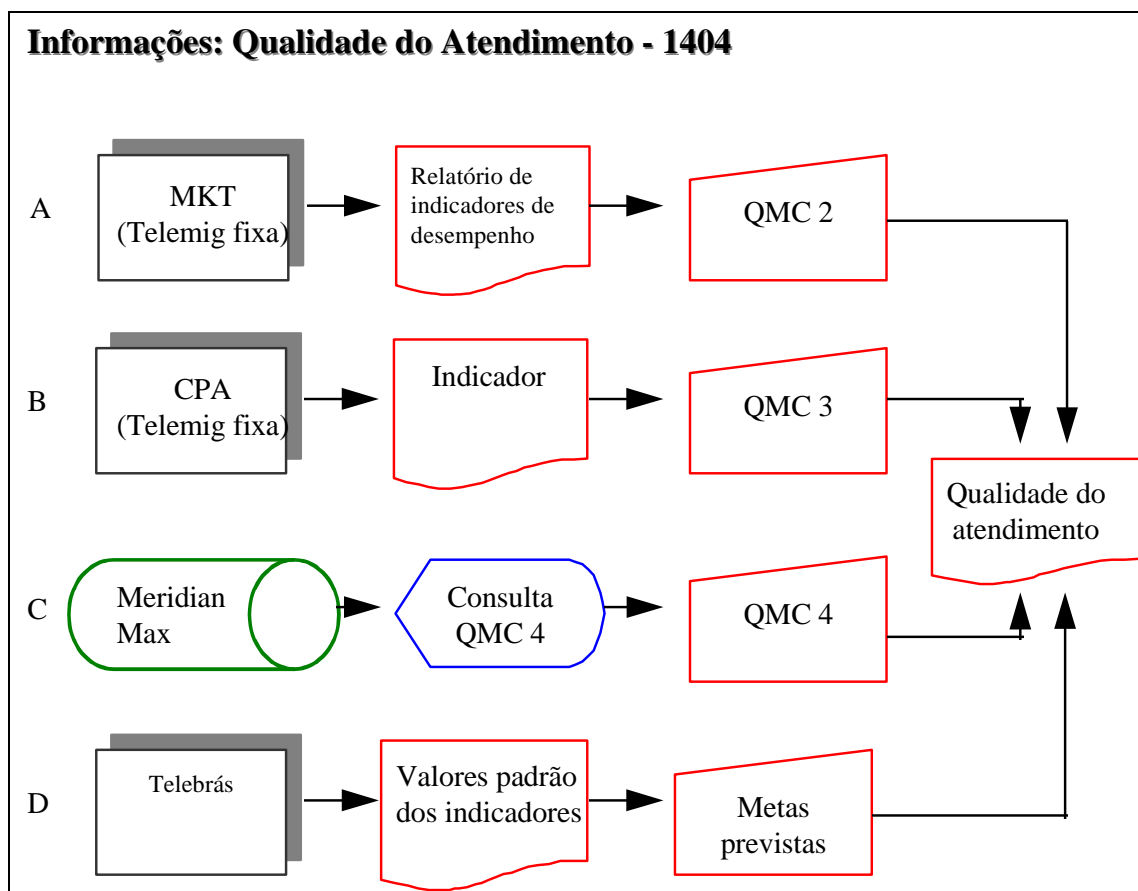 Informações: Qualidade do Atendimento - 1404
A
MKT
(Telemig fixa)
Relatório de
indicadores de
desempenho
QMC 2
B
CPA
(Telemig fixa)
Indicador
QMC 3
Qualidade do
atendimento
C
Meridian
Max
Consulta
QMC 4
QMC 4
D
Telebrás
Valores padrão
dos indicadores
Metas
previstas